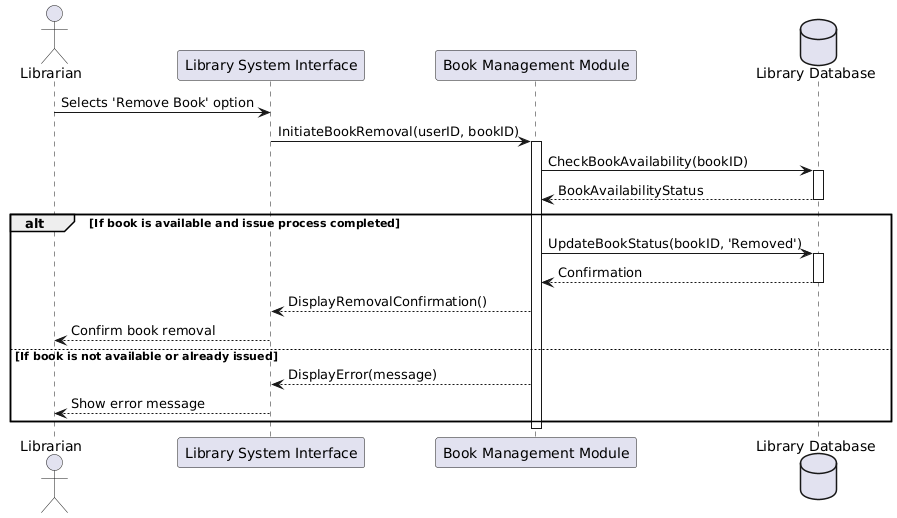 Librarian
Library System Interface
Book Management Module
Library Database
Selects 'Remove Book' option
InitiateBookRemoval(userID, bookID)
CheckBookAvailability(bookID)
BookAvailabilityStatus
alt
[If book is available and issue process completed]
UpdateBookStatus(bookID, 'Removed')
Confirmation
DisplayRemovalConfirmation()
Confirm book removal
[If book is not available or already issued]
DisplayError(message)
Show error message
Librarian
Library System Interface
Book Management Module
Library Database